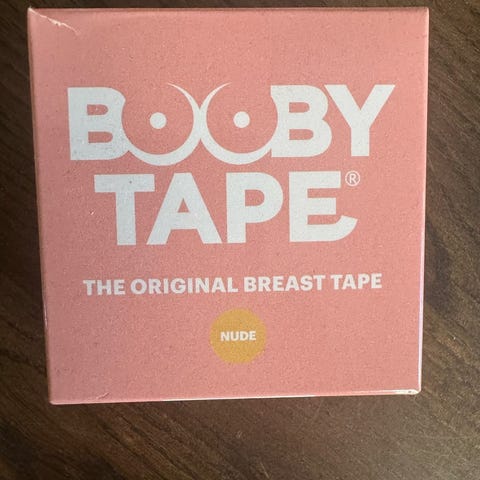 BOOBY
TAPE®
THE ORIGINAL BREAST TAPE
NUDE